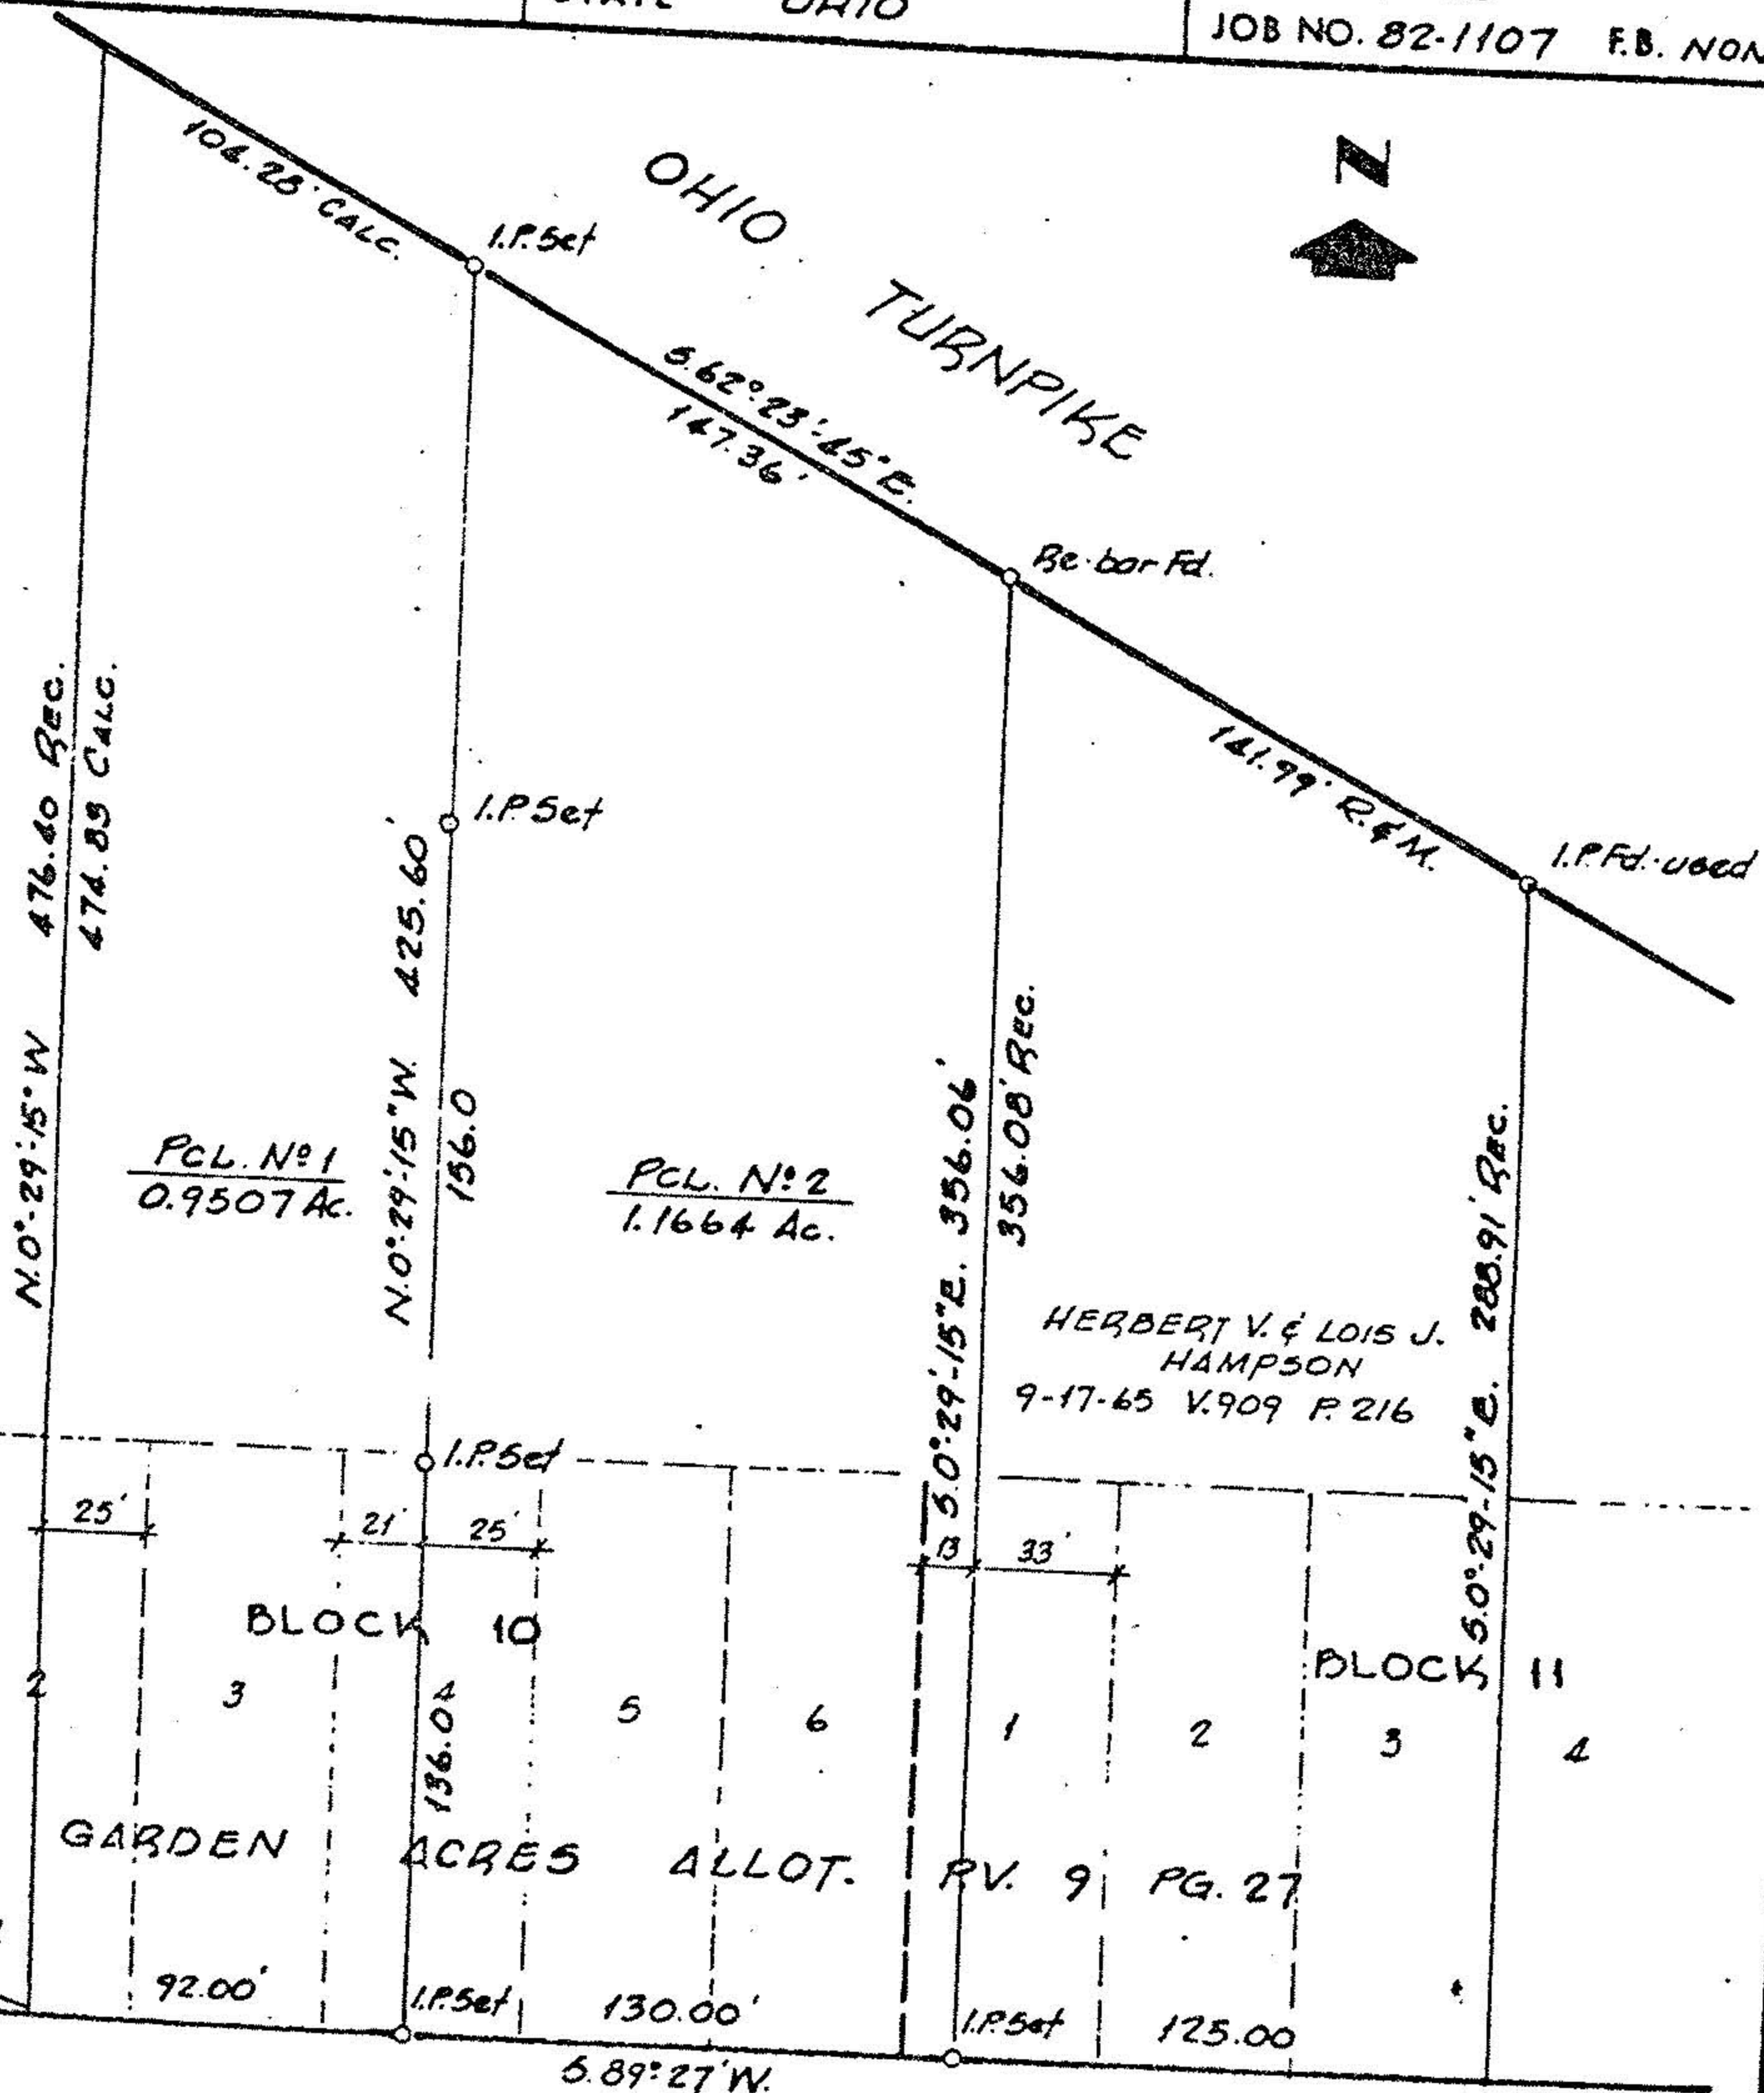 OHIO
JOB NO. 82-1107 F.B.
N
104.28' CALC.
I.P. Set
OHIO
TURNPIKE
S.62°-23'-45"E.
147.36'
Re-bar Fd.
141.99' R.&M.
I.P. Fd.-used
N.0°-29'-15"W 476.40 REC.
474.83 CALC.
I.P. Set
N.0°-29'-15"W. 425.60'
156.0
PCL. Nº 1
0.9507 Ac.
PCL. Nº 2
1.1664 Ac.
S.0°-29'-15"E. 356.06'
356.08' REC.
HERBERT V. & LOIS J.
HAMPSON
9-17-65 V.909 P. 216
S.0°-29'-15"E. 288.91' REC.
I.P. Set
25'
21'
25'
13
33'
BLOCK 10
BLOCK 11
2
3
4
5
6
1
2
3
4
136.04
GARDEN ACRES ALLOT. P.V. 9 PG. 27
92.00'
I.P. Set
130.00'
I.P. Set
125.00
S.89°-27'W.